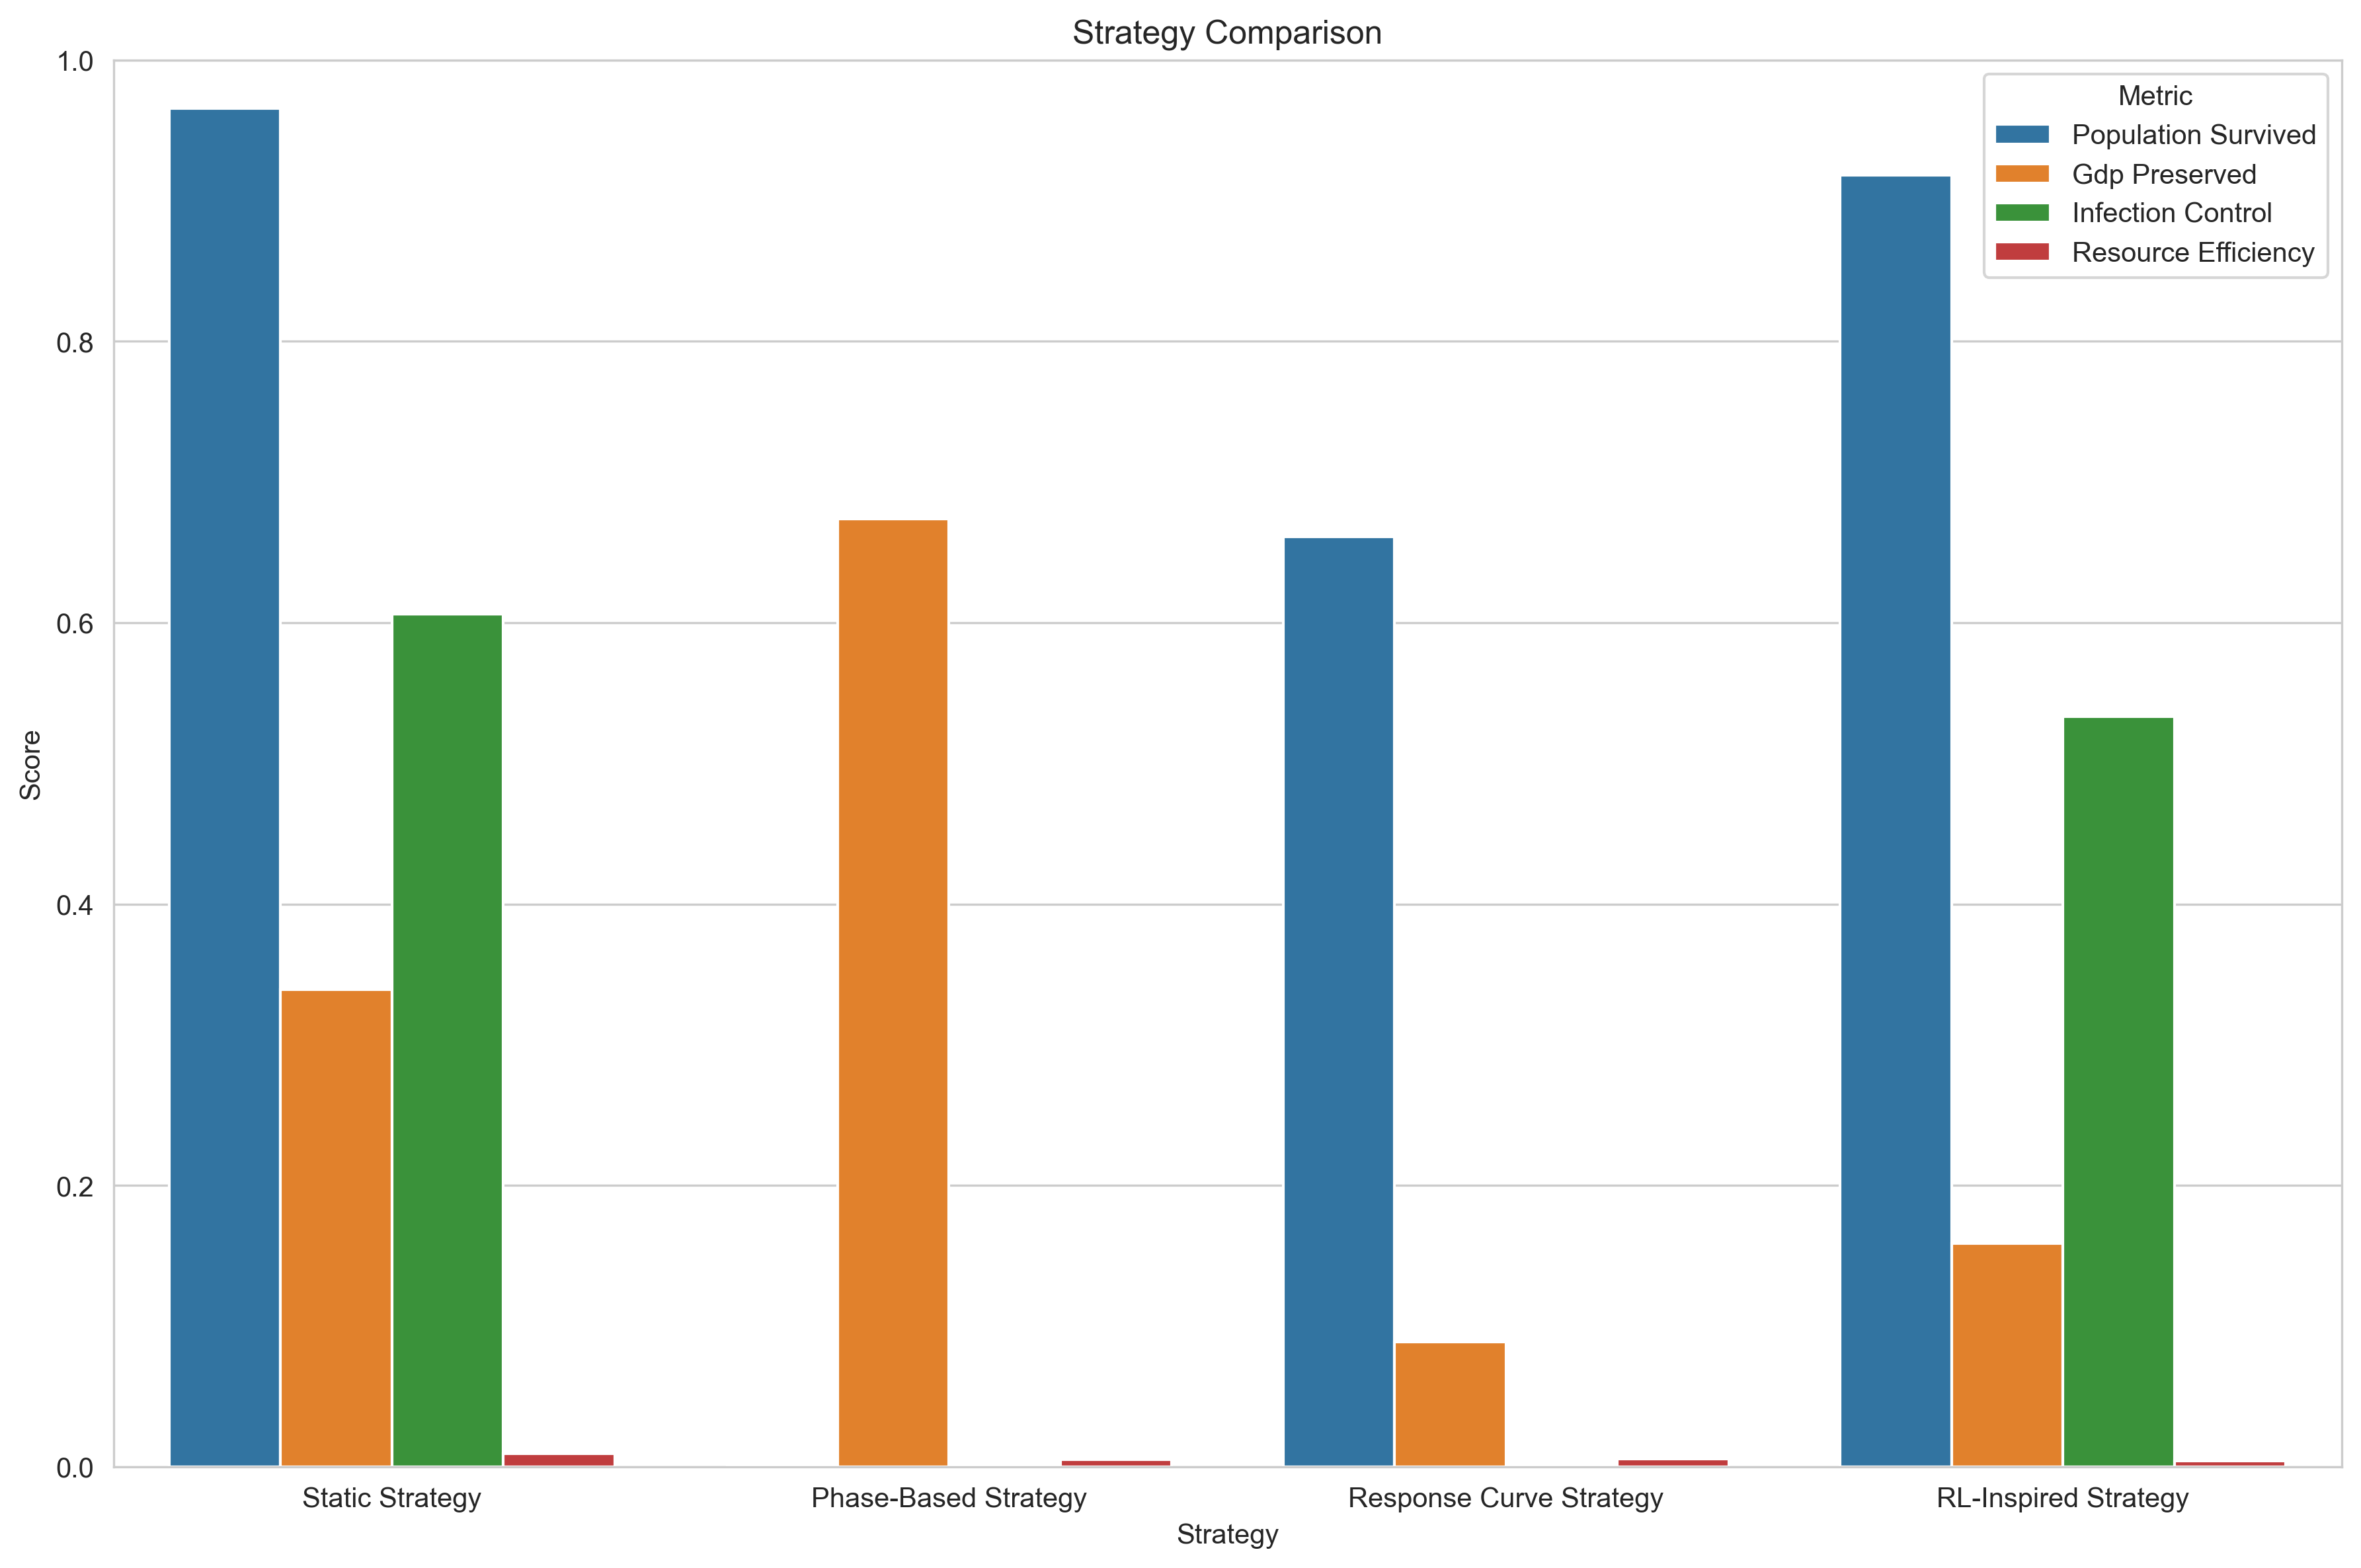 Strategy Comparison
1.0
0.8
0.6
0.4
0.2
0.0
Score
Metric
Population Survived
Gdp Preserved
Infection Control
Resource Efficiency
Static Strategy
Phase-Based Strategy
Response Curve Strategy
RL-Inspired Strategy
Strategy